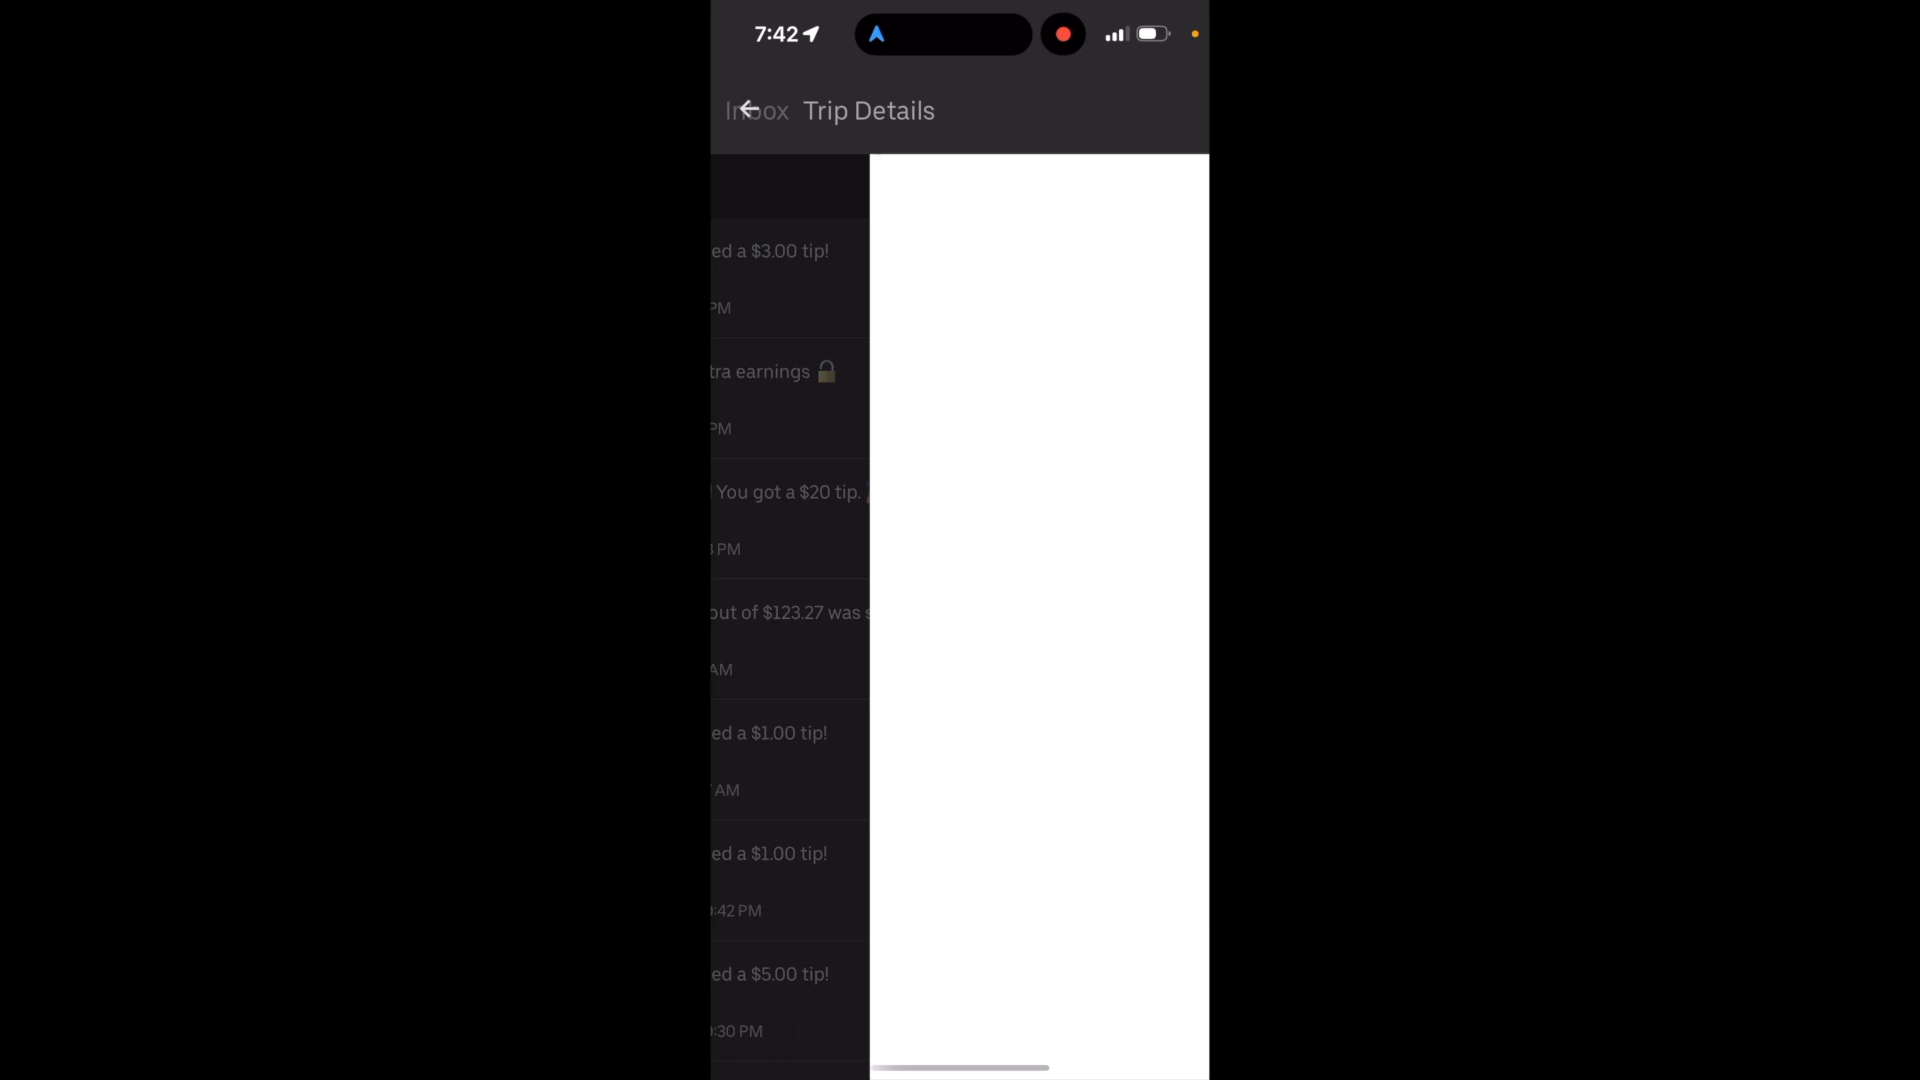 7:42
Inbox Trip Details
ed a $3.00 tip!
PM
tra earnings
PM
You got a $20 tip.
PM
out of $123.27 was
AM
ed a $1.00 tip!
AM
ed a $1.00 tip!
:42 PM
ed a $5.00 tip!
:30 PM